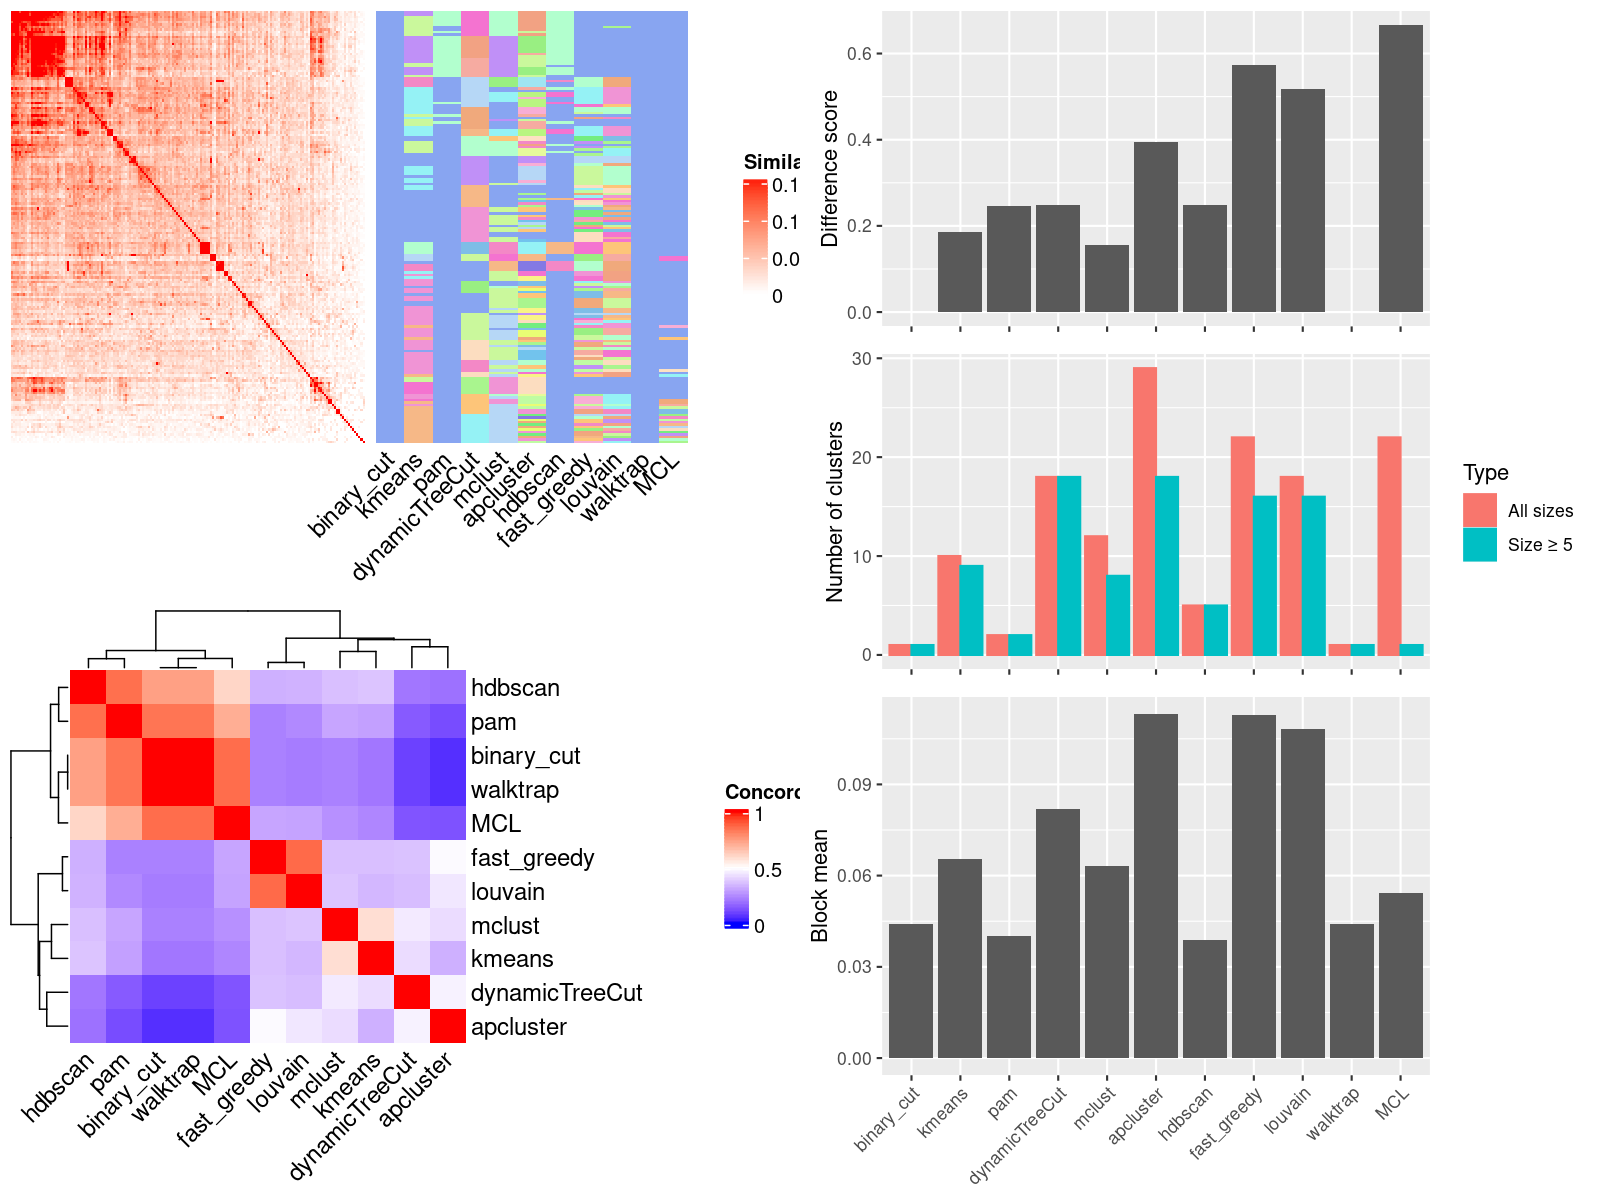 Simila
0.1
0.1
0.0
0
binary_cut
kmeans
pam
dynamicTreeCut
mclust
apcluster
hdbscan
fast_greedy
louvain
walktrap
MCL
hdbscan
pam
binary_cut
walktrap
MCL
fast_greedy
louvain
mclust
kmeans
dynamicTreeCut
apcluster
hdbscan
pam
binary_cut
walktrap
MCL
fast_greedy
louvain
mclust
kmeans
dynamicTreeCut
apcluster
Concord
1
0.5
0
Difference score
0.6
0.4
0.2
0.0
Number of clusters
30
20
10
0
Type
All sizes
Size ≥ 5
Block mean
0.09
0.06
0.03
0.00
binary_cut
kmeans
pam
dynamicTreeCut
mclust
apcluster
hdbscan
fast_greedy
louvain
walktrap
MCL